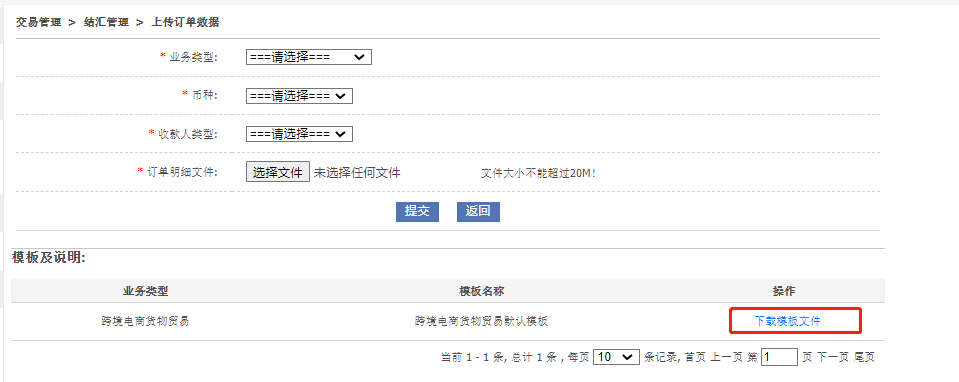 交易管理 > 结汇管理 > 上传订单数据
* 业务类型: ===请选择===
* 币种: ===请选择===
* 收款人类型: ===请选择===
* 订单明细文件: 选择文件 未选择任何文件 文件大小不能超过20M!
提交 返回
模板及说明:
业务类型 模板名称 操作
跨境电商货物贸易 跨境电商货物贸易默认模板 下载模板文件
当前 1 - 1 条, 总计 1 条 , 每页 10 条记录, 首页 上一页 第 1 页 下一页 尾页